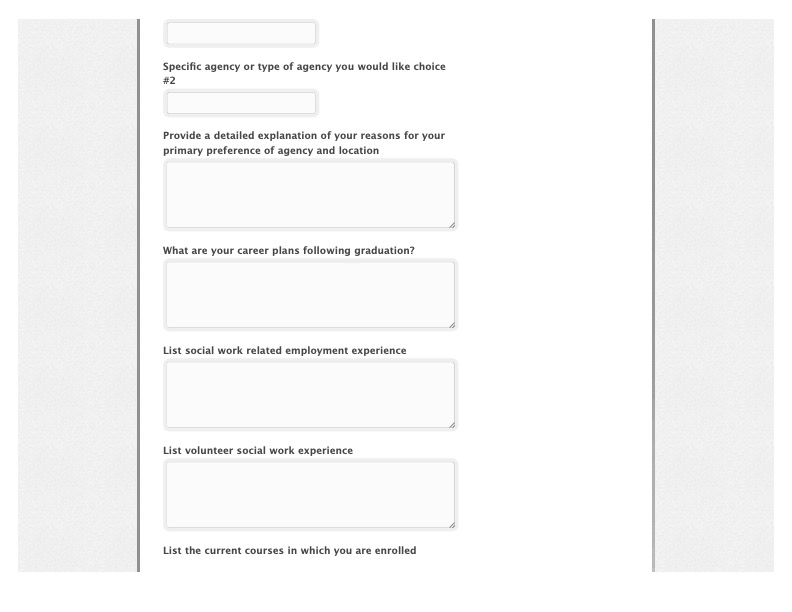 Specific agency or type of agency you would like choice
#2
Provide a detailed explanation of your reasons for your
primary preference of agency and location
What are your career plans following graduation?
List social work related employment experience
List volunteer social work experience
List the current courses in which you are enrolled